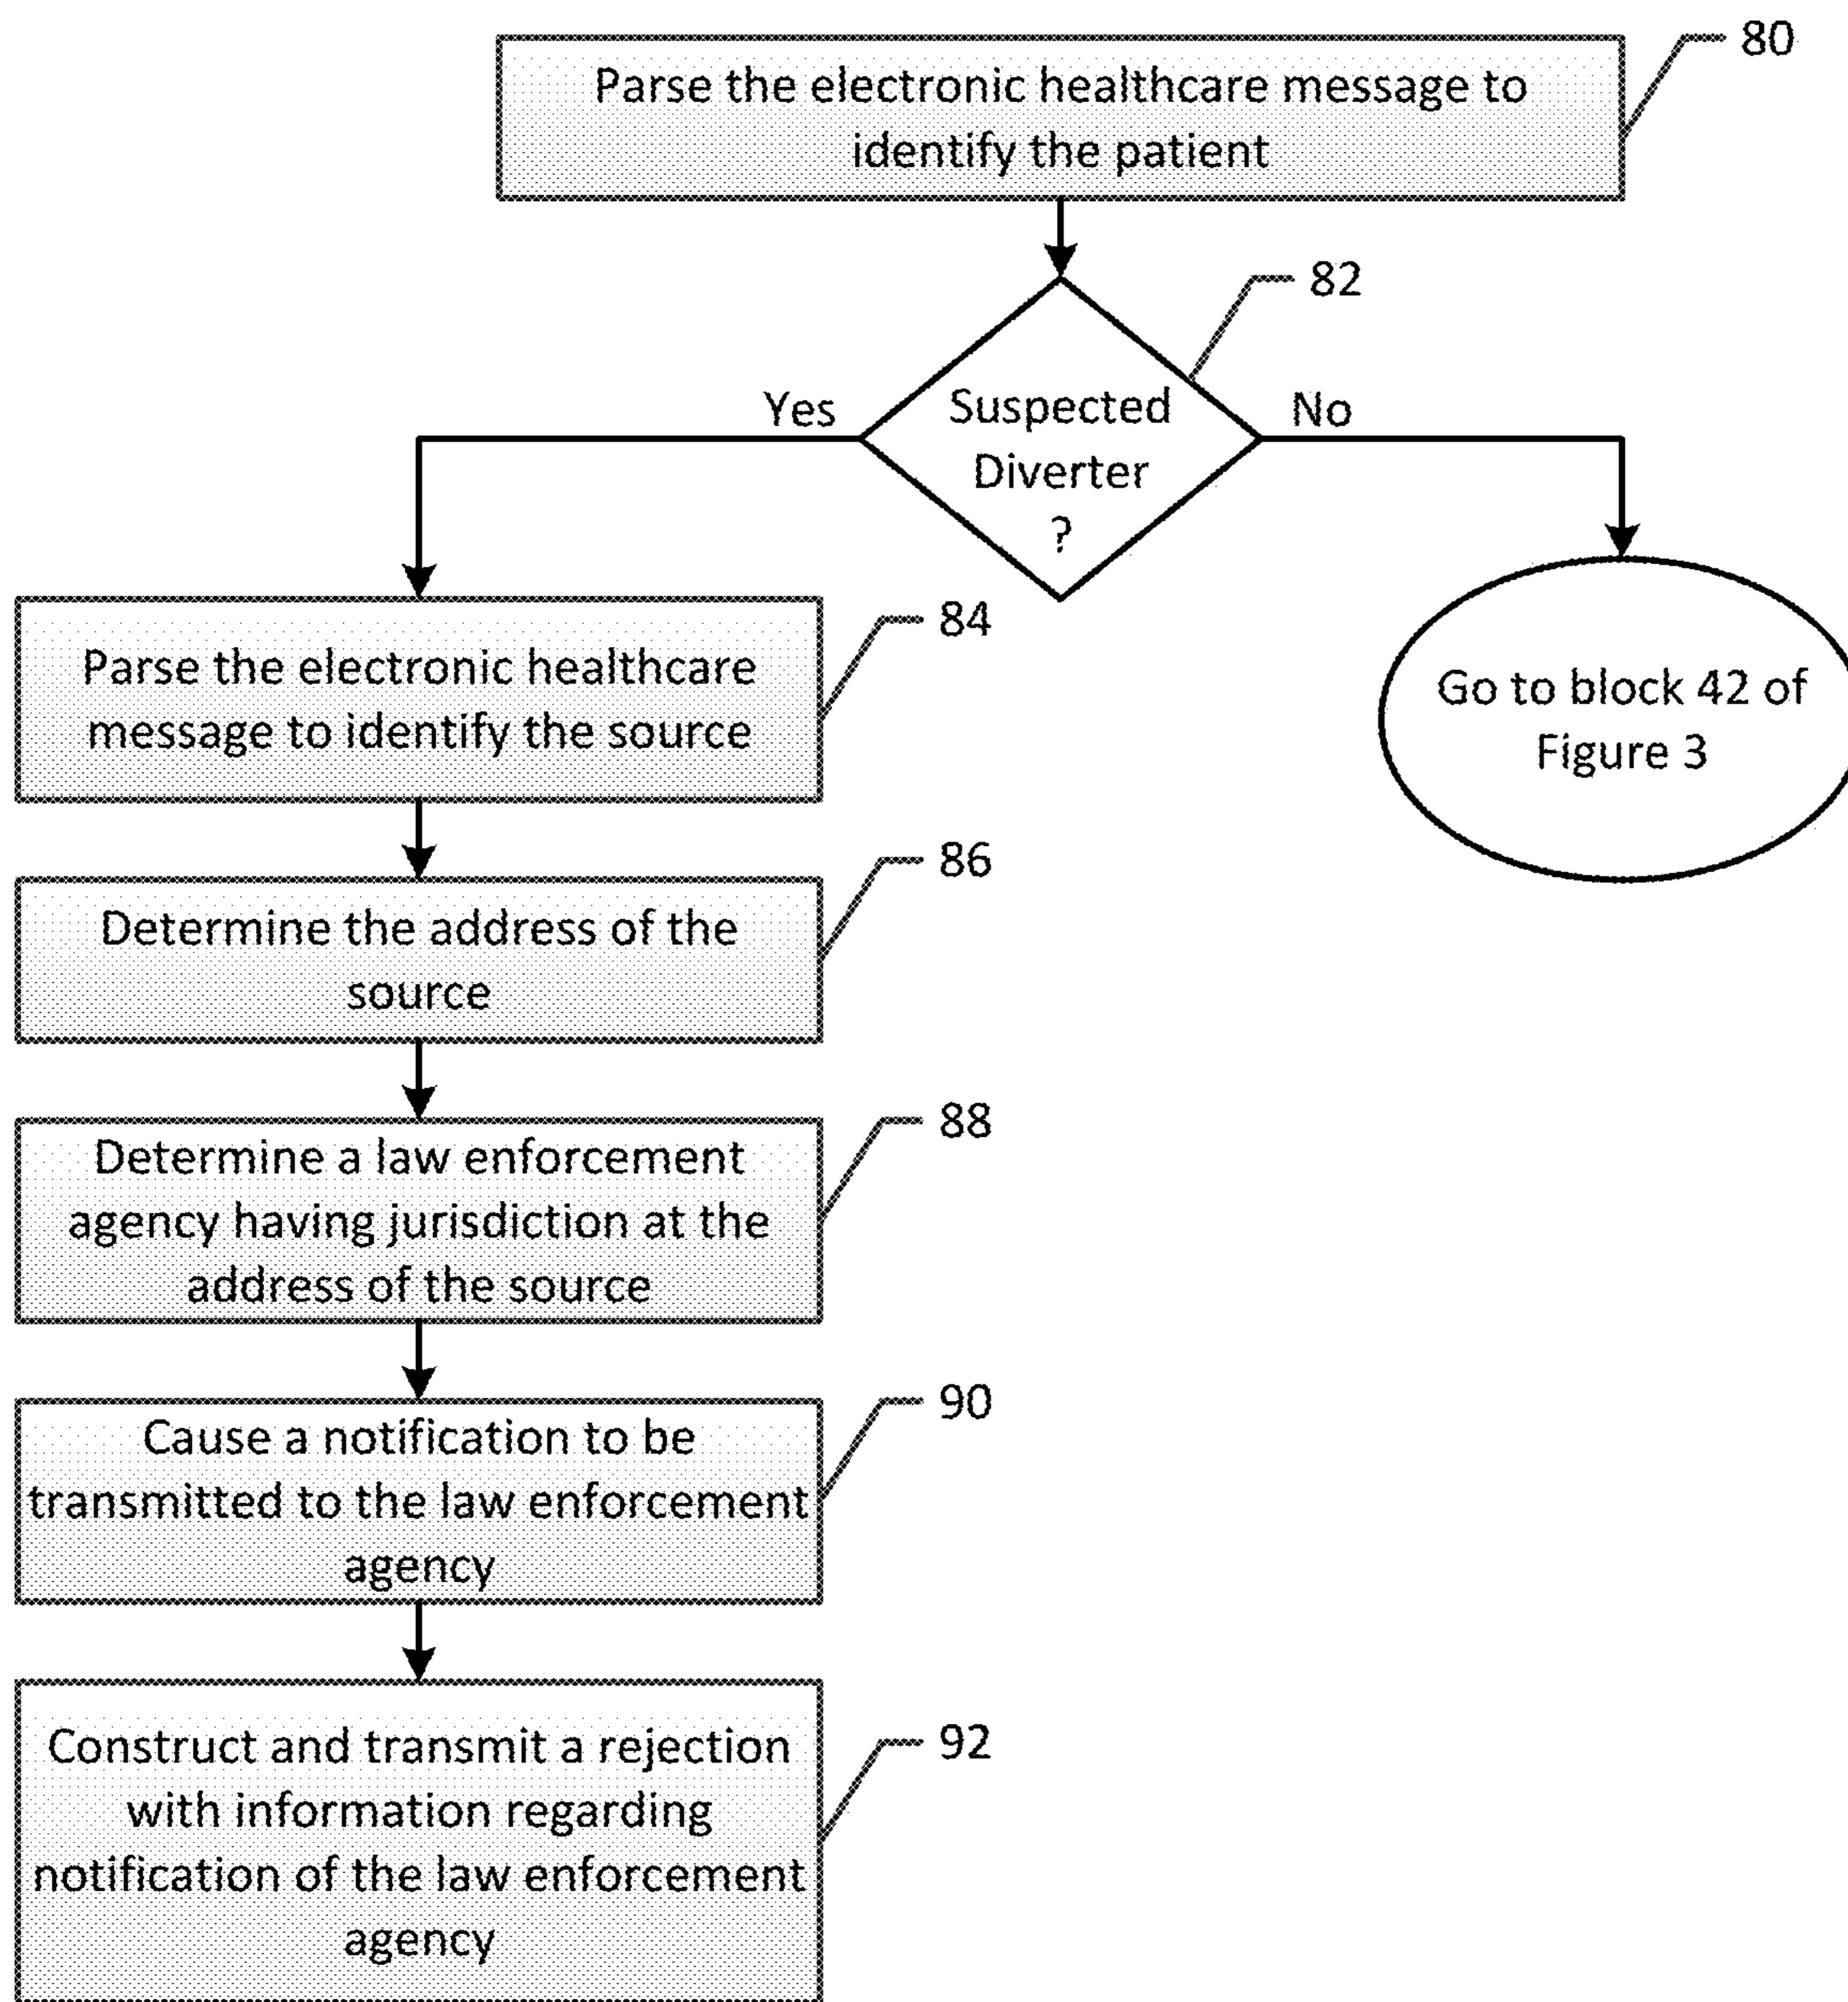 80
Parse the electronic healthcare message to
identify the patient
82
Yes
Suspected
Diverter
?
No
84
Parse the electronic healthcare
message to identify the source
Go to block 42 of
Figure 3
86
Determine the address of the
source
88
Determine a law enforcement
agency having jurisdiction at the
address of the source
90
Cause a notification to be
transmitted to the law enforcement
agency
92
Construct and transmit a rejection
with information regarding
notification of the law enforcement
agency